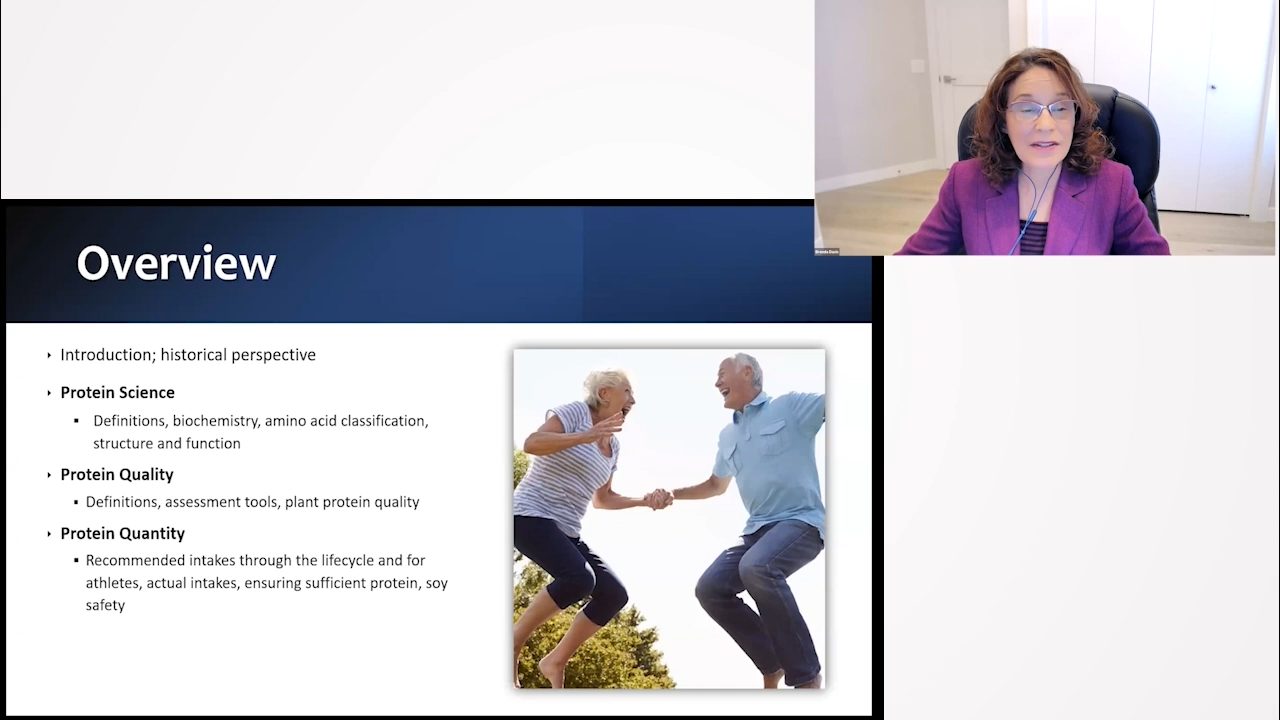 Brenda Davis
Overview
Introduction; historical perspective
Protein Science
Definitions, biochemistry, amino acid classification,
structure and function
Protein Quality
Definitions, assessment tools, plant protein quality
Protein Quantity
Recommended intakes through the lifecycle and for
athletes, actual intakes, ensuring sufficient protein, soy
safety